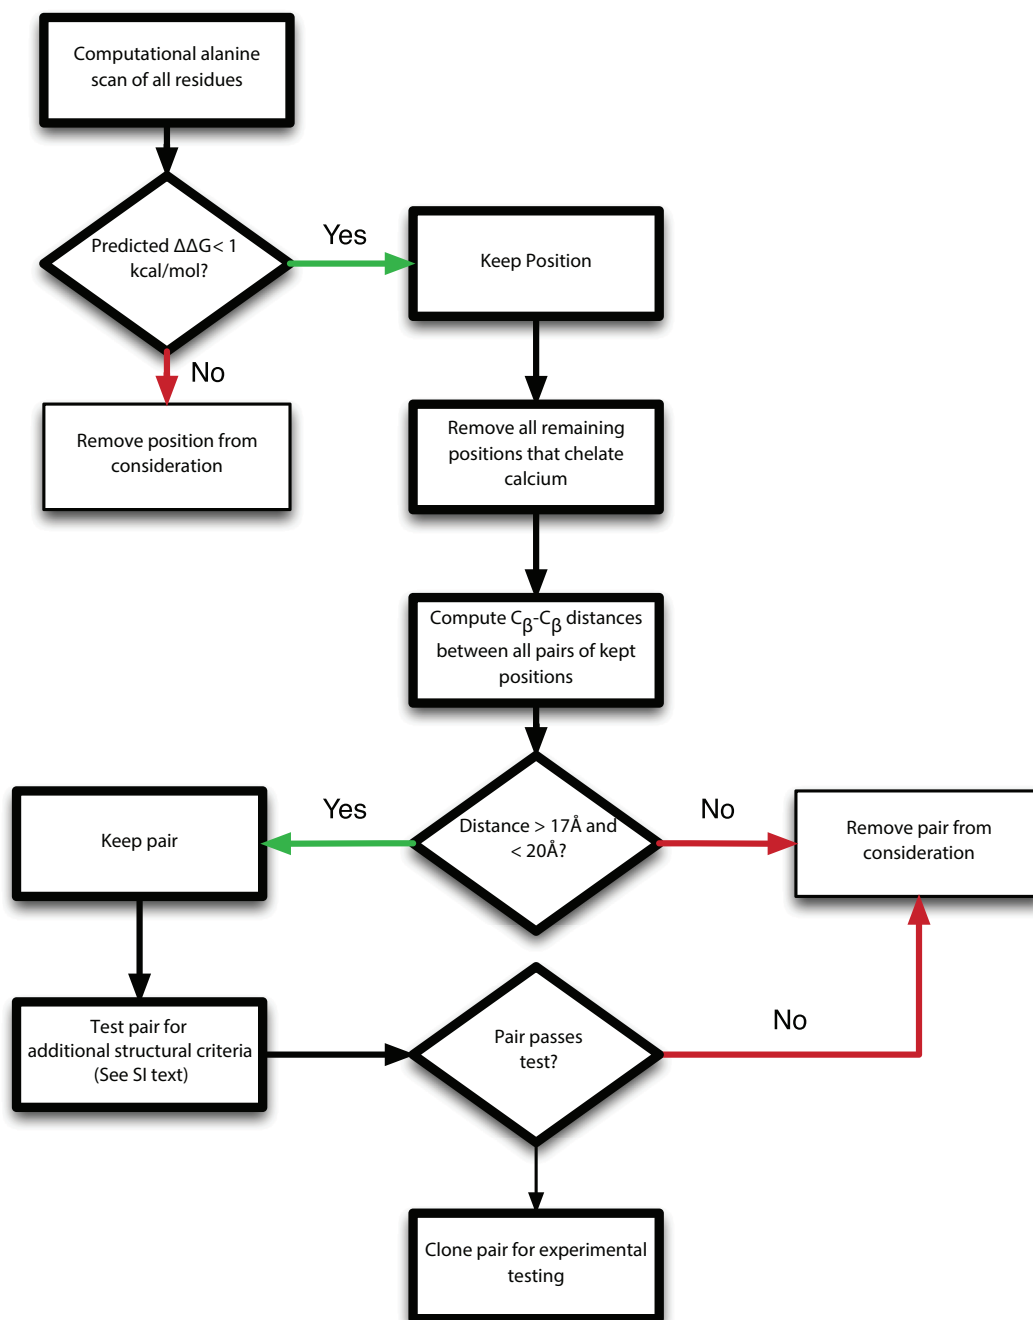 Computational alanine
scan of all residues
Predicted ΔΔG< 1
kcal/mol?
Yes
Keep Position
No
Remove position from
consideration
Remove all remaining
positions that chelate
calcium
Compute Cβ-Cβ distances
between all pairs of kept
positions
Distance > 17Å and
< 20Å?
Yes
No
Keep pair
Remove pair from
consideration
Test pair for
additional structural criteria
(See SI text)
Pair passes
test?
No
Clone pair for experimental
testing